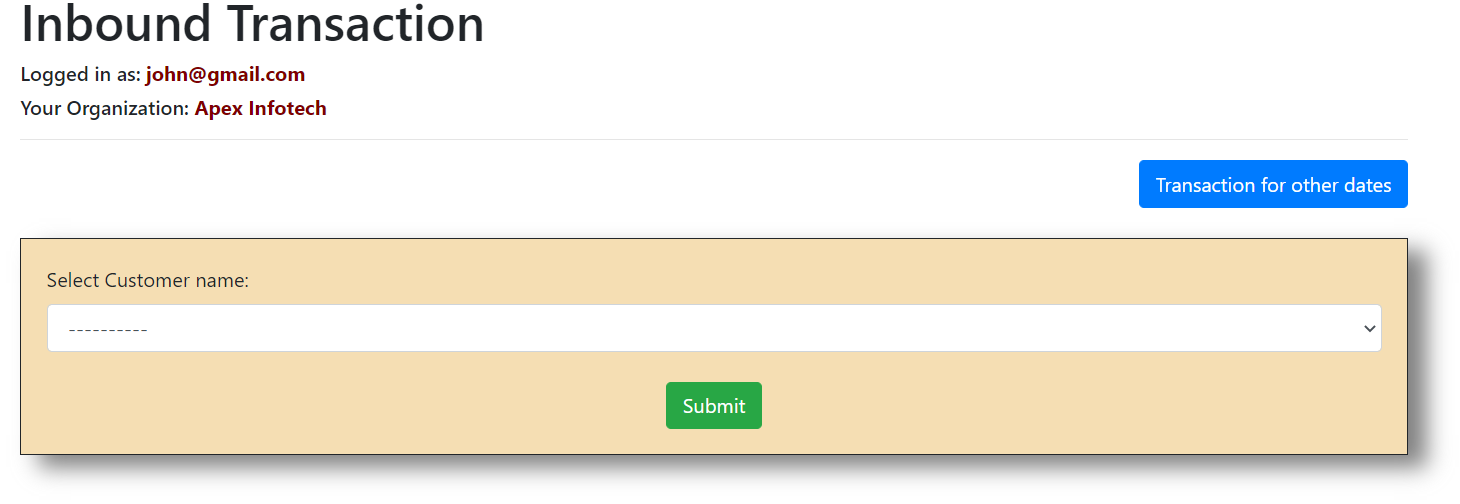 Inbound Transaction
Logged in as: john@gmail.com
Your Organization: Apex Infotech
Transaction for other dates
Select Customer name:
----------
Submit